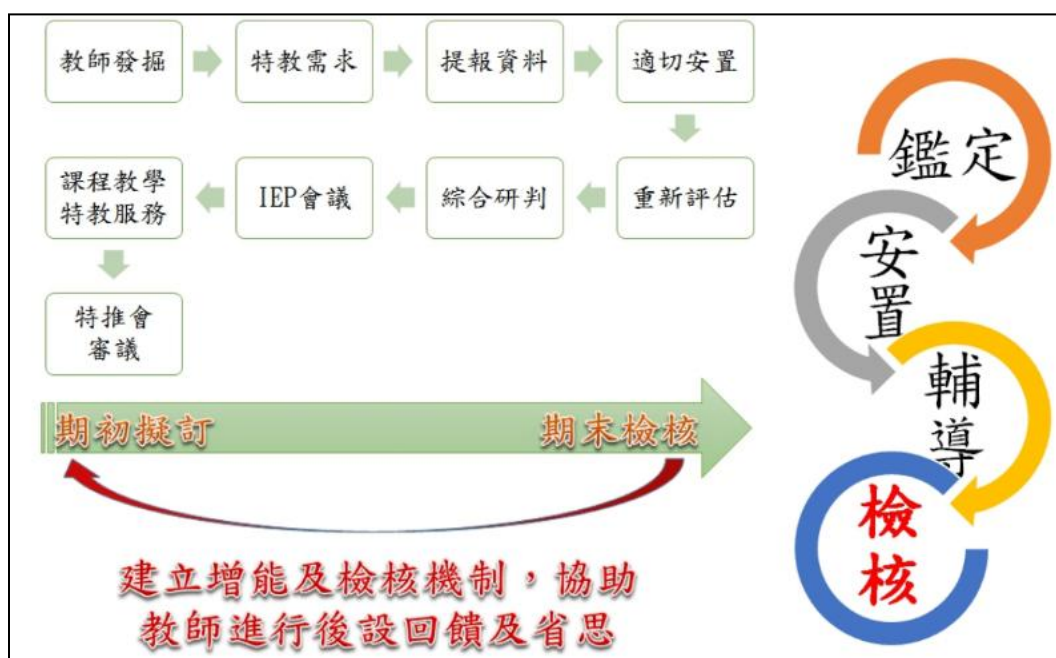 教師發掘
特教需求
提報資料
適切安置
重新評估
綜合研判
IEP會議
課程教學
特教服務
特推會
審議
期初擬訂
期末檢核
建立增能及檢核機制，協助
教師進行後設回饋及省思
鑑定
安置
輔導
檢核